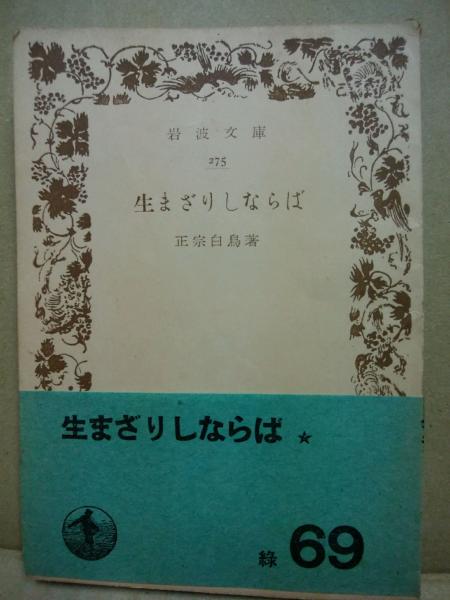 岩波文庫
275
生まざりしならば
正宗白鳥著
生まざりしならば ☆
緑 69